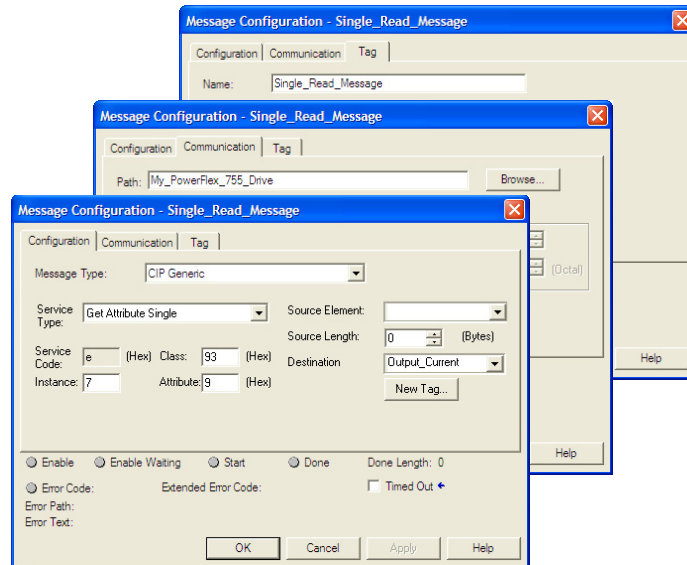 Message Configuration - Single_Read_Message
Configuration Communication Tag
Name: Single_Read_Message
Help
Message Configuration - Single_Read_Message
Configuration Communication Tag
Path: My_PowerFlex_755_Drive Browse...
(Octal)
Help
Message Configuration - Single_Read_Message
Configuration Communication Tag
Message Type: CIP Generic
Service Type: Get Attribute Single
Source Element:
Source Length: 0 (Bytes)
Service Code: e (Hex) Class: 93 (Hex)
Destination Output_Current
Instance: 7 Attribute: 9 (Hex)
New Tag...
Enable Enable Waiting Start Done Done Length: 0
Error Code: Extended Error Code: Timed Out
Error Path:
Error Text:
OK Cancel Apply Help